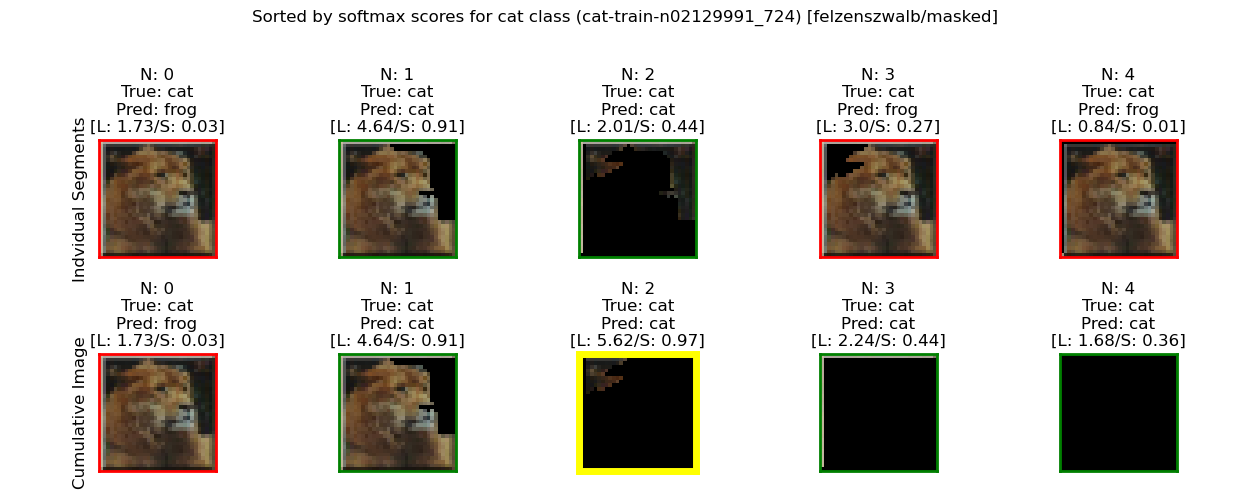 Sorted by softmax scores for cat class (cat-train-n02129991_724) [felzenszwalb/masked]
Indvidual Segments
N: 0
True: cat
Pred: frog
[L: 1.73/S: 0.03]
N: 1
True: cat
Pred: cat
[L: 4.64/S: 0.91]
N: 2
True: cat
Pred: cat
[L: 2.01/S: 0.44]
N: 3
True: cat
Pred: frog
[L: 3.0/S: 0.27]
N: 4
True: cat
Pred: frog
[L: 0.84/S: 0.01]
Cumulative Image
N: 0
True: cat
Pred: frog
[L: 1.73/S: 0.03]
N: 1
True: cat
Pred: cat
[L: 4.64/S: 0.91]
N: 2
True: cat
Pred: cat
[L: 5.62/S: 0.97]
N: 3
True: cat
Pred: cat
[L: 2.24/S: 0.44]
N: 4
True: cat
Pred: cat
[L: 1.68/S: 0.36]